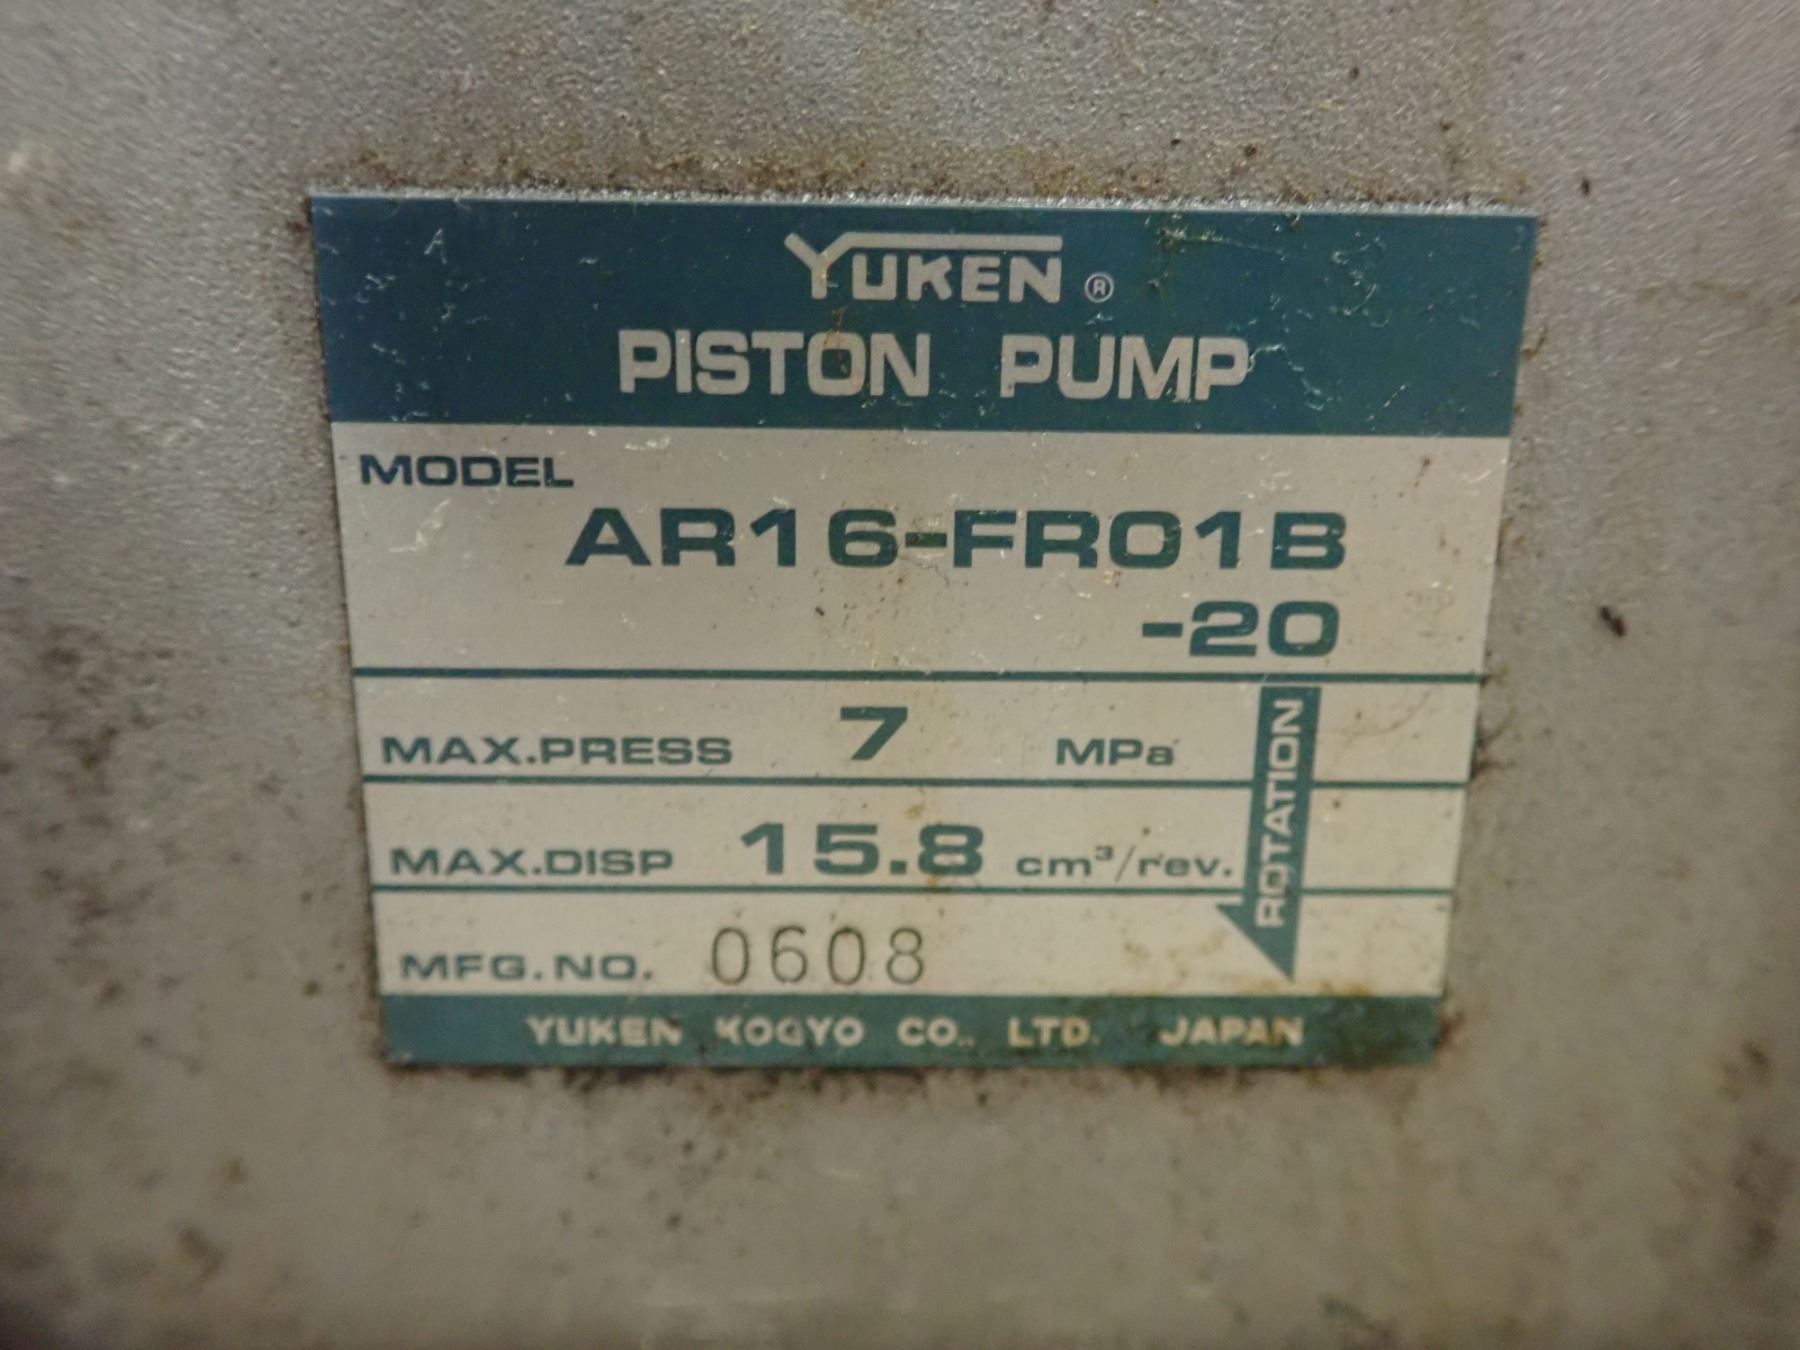 YUKEN ®
PISTON PUMP
MODEL
AR16-FR01B
-20
MAX.PRESS 7 MPa
MAX.DISP 15.8 cm³/rev.
MFG.NO. 0608
ROTATION
YUKEN KOGYO CO., LTD. JAPAN